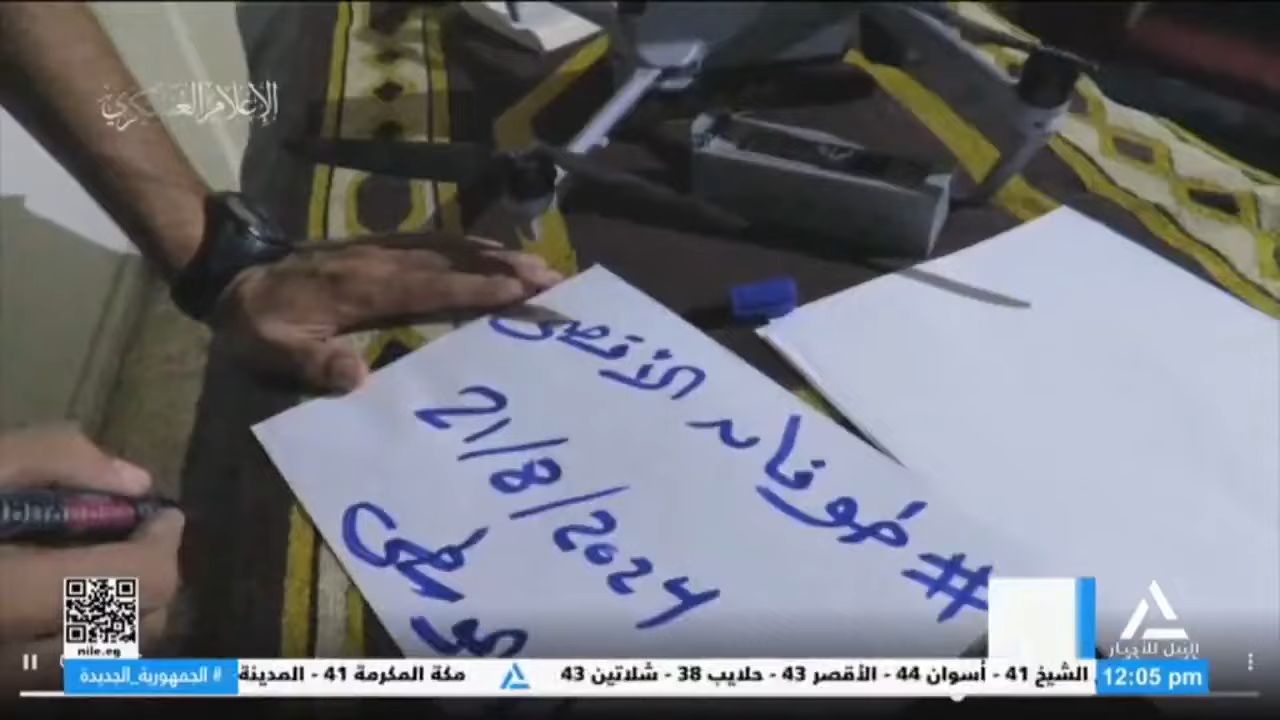 الإعلام العسكري
#طوفان الأقصى
21/8/2024
nile.eg
النيل للأخبار
# الجمهورية_الجديدة
الشيخ 41 - أسوان 44 - الأقصر 43 - حلايب 38 - شلاتين 43
مكة المكرمة 41 - المدينة
12:05 pm